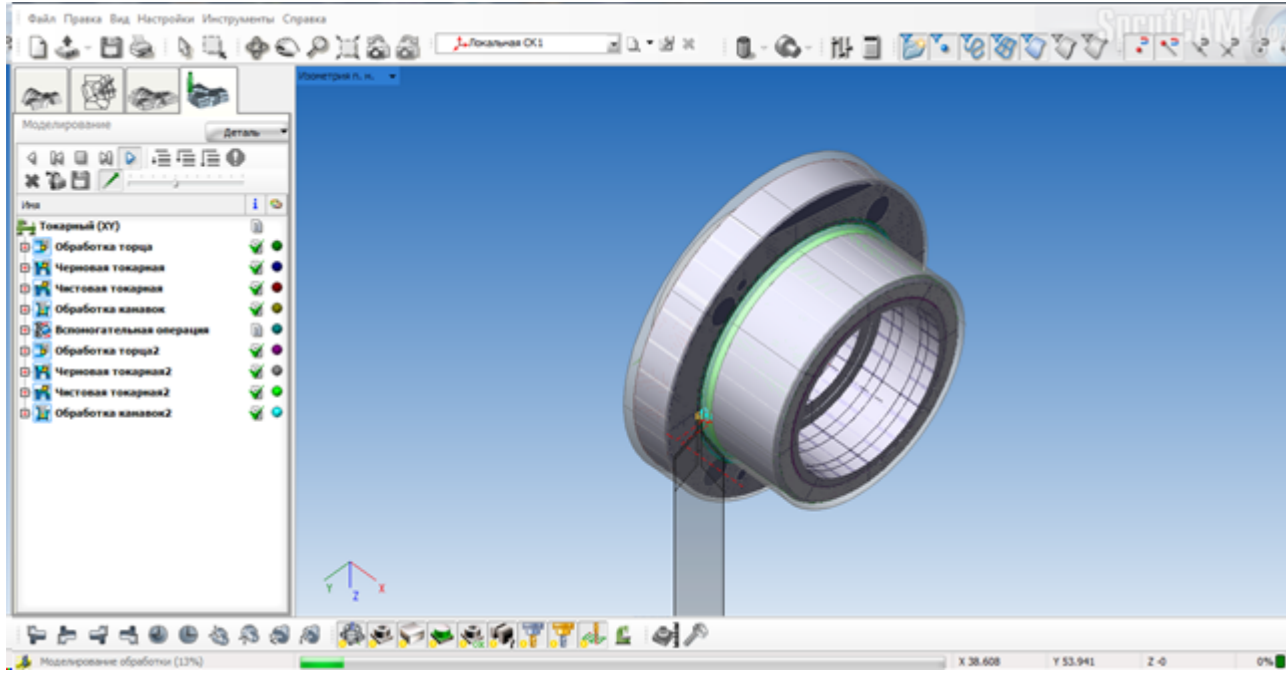 Файл Правка Вид Настройки Инструменты Справка
SprutCAM
Локальная СК1
Изометрия п. н.
Моделирование
Деталь
Имя
Токарный (XY)
Обработка торца
Черновая токарная
Чистовая токарная
Обработка канавок
Вспомогательная операция
Обработка торца2
Черновая токарная2
Чистовая токарная2
Обработка канавок2
Y Z X
Моделирование обработки (13%)
X 38.608 Y 53.941 Z -0 0%